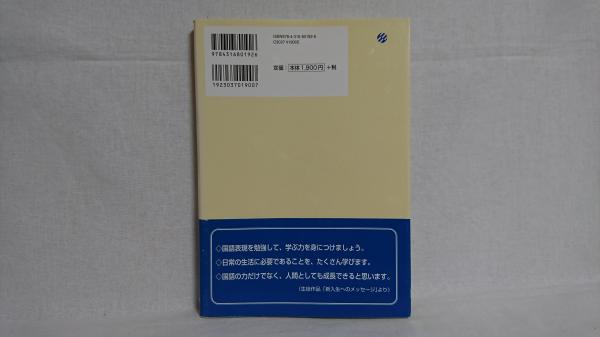 ISBN978-4-316-80192-6
C3037 ¥1900E
9784316801926
定価：本体1,900円+税
1923037019007
◇国語表現を勉強して、学ぶ力を身につけましょう。
◇日常の生活に必要であることを、たくさん学びます。
◇国語の力だけでなく、人間としても成長できると思います。
（生徒作品「新入生へのメッセージ」より）